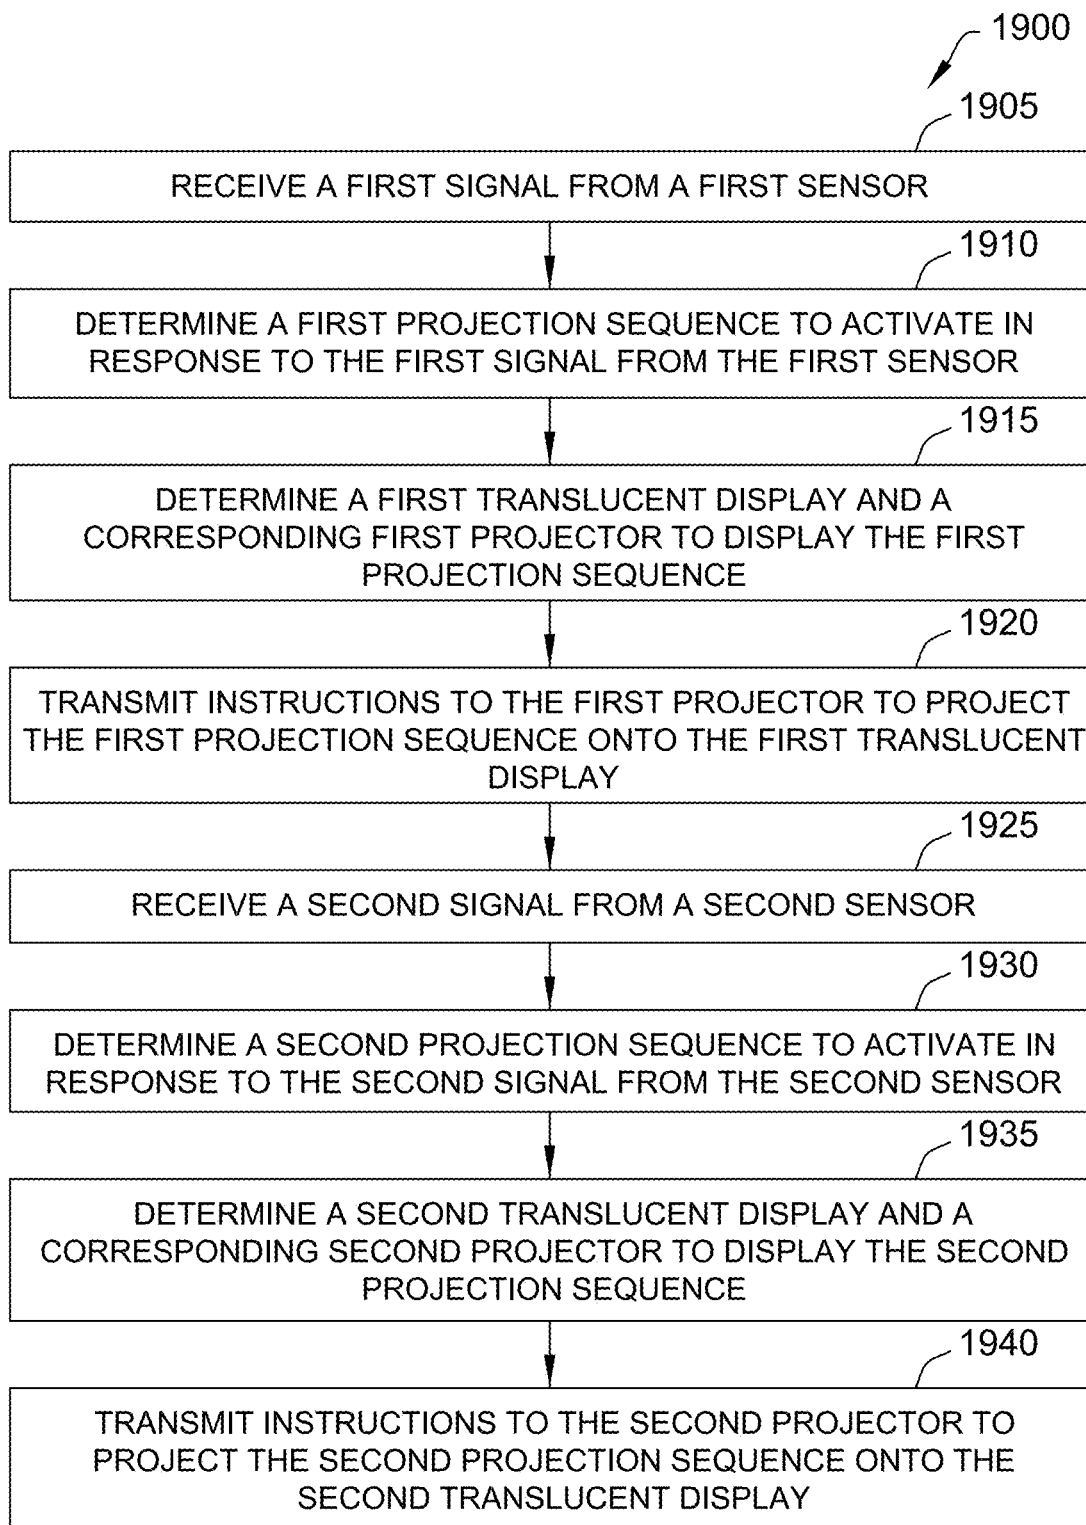 1900
1905
RECEIVE A FIRST SIGNAL FROM A FIRST SENSOR
1910
DETERMINE A FIRST PROJECTION SEQUENCE TO ACTIVATE IN
RESPONSE TO THE FIRST SIGNAL FROM THE FIRST SENSOR
1915
DETERMINE A FIRST TRANSLUCENT DISPLAY AND A
CORRESPONDING FIRST PROJECTOR TO DISPLAY THE FIRST
PROJECTION SEQUENCE
1920
TRANSMIT INSTRUCTIONS TO THE FIRST PROJECTOR TO PROJECT
THE FIRST PROJECTION SEQUENCE ONTO THE FIRST TRANSLUCENT
DISPLAY
1925
RECEIVE A SECOND SIGNAL FROM A SECOND SENSOR
1930
DETERMINE A SECOND PROJECTION SEQUENCE TO ACTIVATE IN
RESPONSE TO THE SECOND SIGNAL FROM THE SECOND SENSOR
1935
DETERMINE A SECOND TRANSLUCENT DISPLAY AND A
CORRESPONDING SECOND PROJECTOR TO DISPLAY THE SECOND
PROJECTION SEQUENCE
1940
TRANSMIT INSTRUCTIONS TO THE SECOND PROJECTOR TO
PROJECT THE SECOND PROJECTION SEQUENCE ONTO THE
SECOND TRANSLUCENT DISPLAY